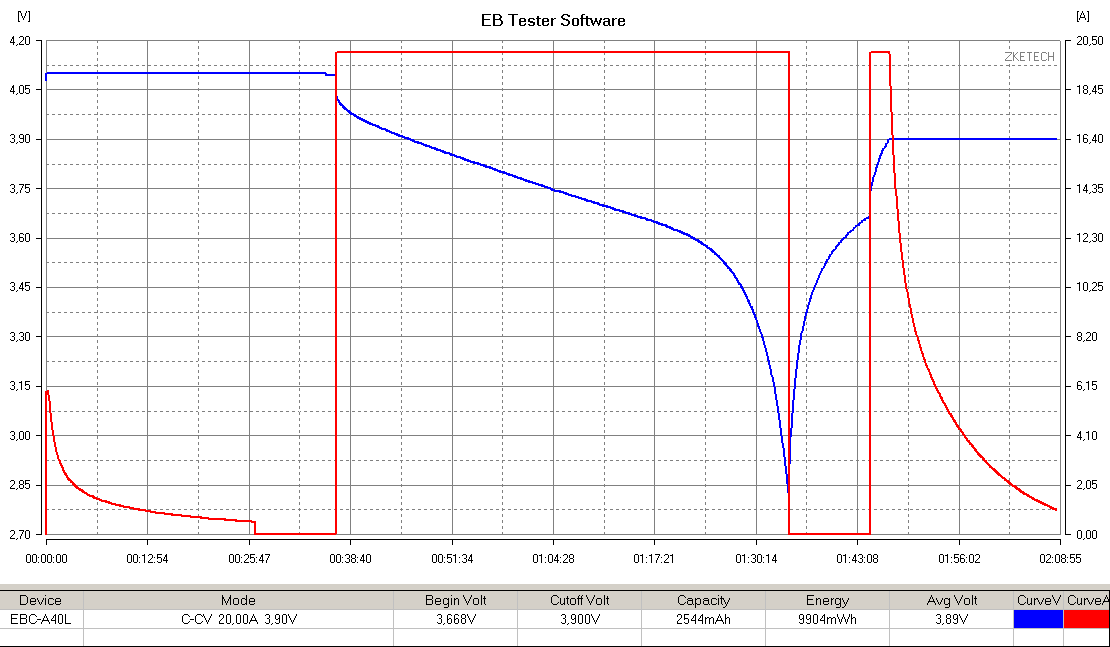 [V] EB Tester Software [A]
ZKETECH
4,20 20,50
4,05 18,45
3,90 16,40
3,75 14,35
3,60 12,30
3,45 10,25
3,30 8,20
3,15 6,15
3,00 4,10
2,85 2,05
2,70 0,00
00:00:00 00:12:54 00:25:47 00:38:40 00:51:34 01:04:28 01:17:21 01:30:14 01:43:08 01:56:02 02:08:55
Device Mode Begin Volt Cutoff Volt Capacity Energy Avg Volt CurveV CurveA
EBC-A40L C-CV 20,00A 3,90V 3,668V 3,900V 2544mAh 9904mWh 3,89V